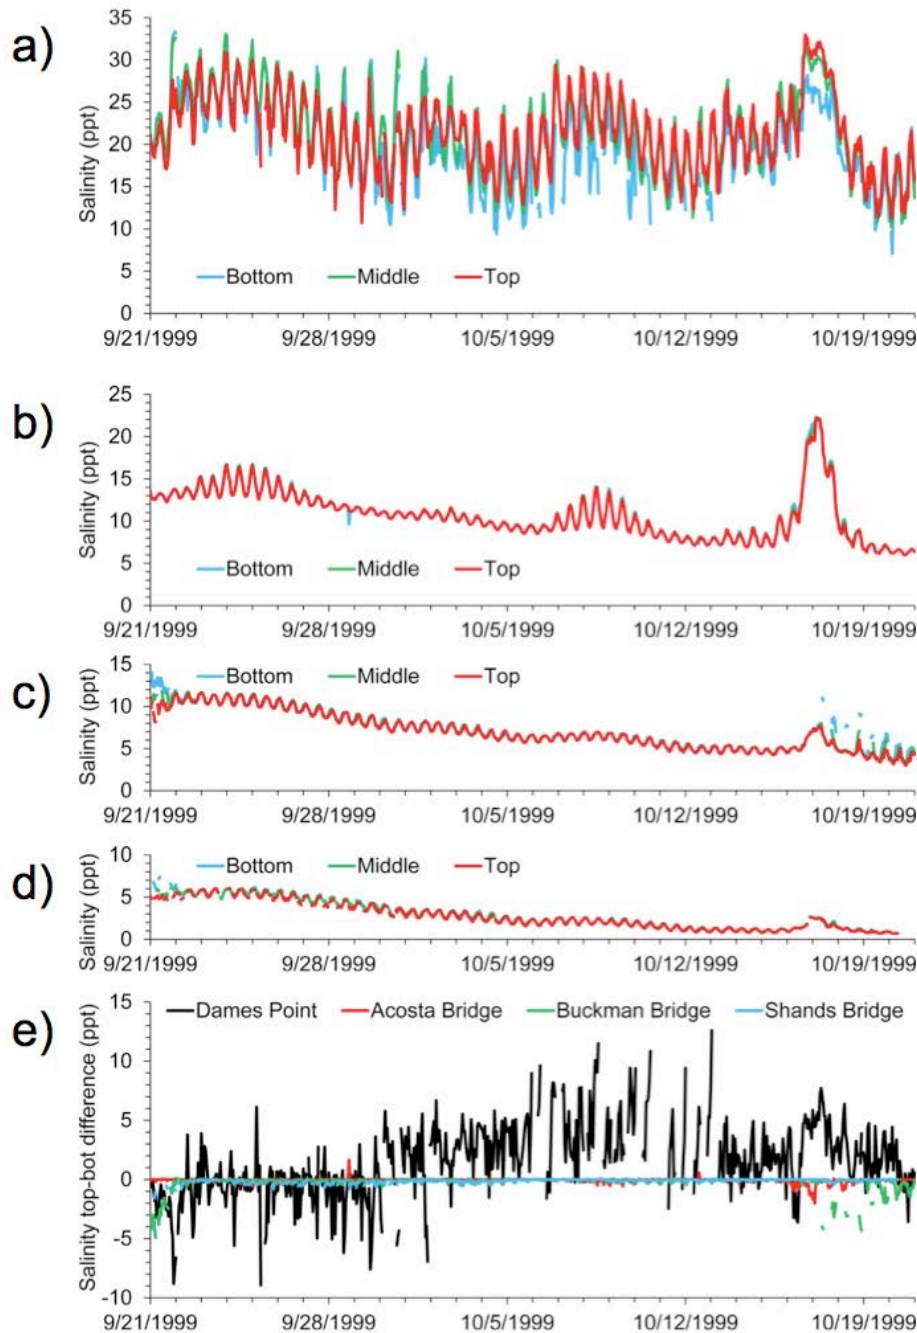 a)
Salinity (ppt)
35
30
25
20
15
10
5
0
Bottom Middle Top
9/21/1999 9/28/1999 10/5/1999 10/12/1999 10/19/1999
b)
Salinity (ppt)
25
20
15
10
5
0
Bottom Middle Top
9/21/1999 9/28/1999 10/5/1999 10/12/1999 10/19/1999
c)
Salinity (ppt)
15
10
5
0
Bottom Middle Top
9/21/1999 9/28/1999 10/5/1999 10/12/1999 10/19/1999
d)
Salinity (ppt)
10
5
0
Bottom Middle Top
9/21/1999 9/28/1999 10/5/1999 10/12/1999 10/19/1999
e)
Salinity top-bot difference (ppt)
15
10
5
0
-5
-10
Dames Point Acosta Bridge Buckman Bridge Shands Bridge
9/21/1999 9/28/1999 10/5/1999 10/12/1999 10/19/1999